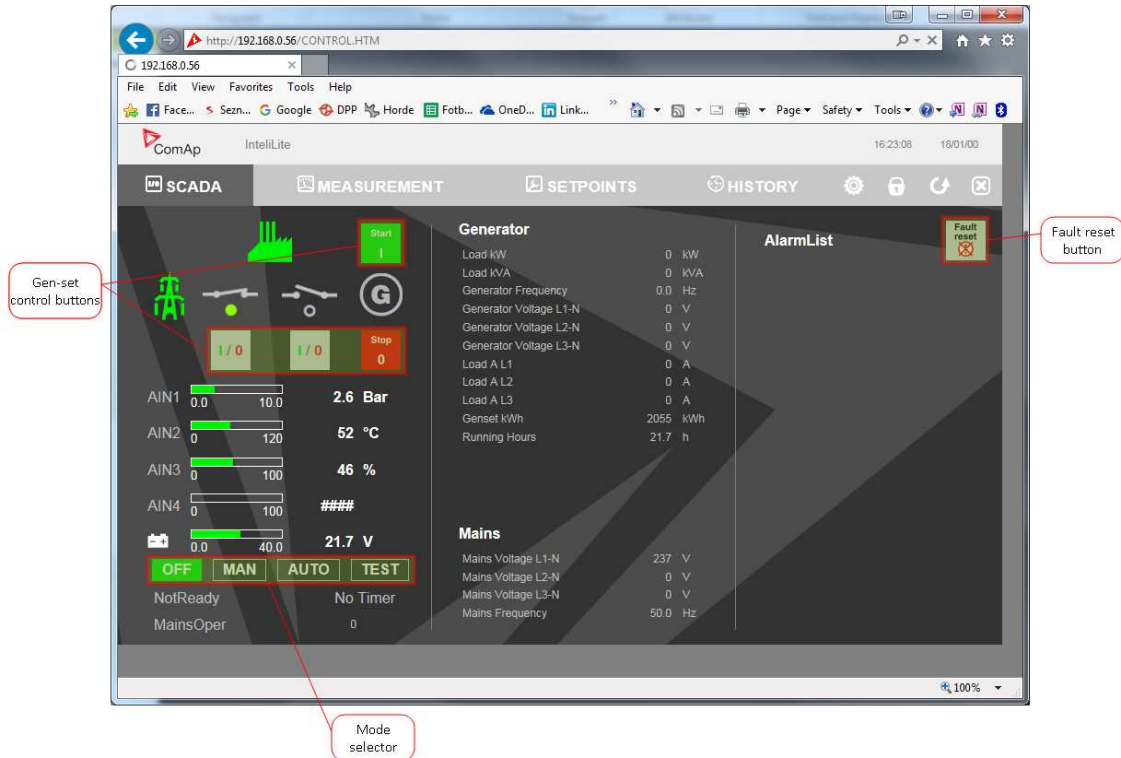 http://192.168.0.56/CONTROL.HTM
192.168.0.56
File Edit View Favorites Tools Help
Face... Sezn... Google DPP Horde Fotb... OneD... Link... » Page Safety Tools
ComAp InteliLite 16:23:08 18/01/00
SCADA MEASUREMENT SETPOINTS HISTORY
Start
I
Generator
AlarmList
Fault
reset
Fault reset
button
Gen-set
control buttons
G
I / 0 I / 0 Stop
0
Load kW 0 kW
Load kVA 0 kVA
Generator Frequency 0.0 Hz
Generator Voltage L1-N 0 V
Generator Voltage L2-N 0 V
Generator Voltage L3-N 0 V
Load A L1 0 A
Load A L2 0 A
Load A L3 0 A
Genset kWh 2055 kWh
Running Hours 21.7 h
AIN1 0.0 10.0 2.6 Bar
AIN2 0 120 52 °C
AIN3 0 100 46 %
AIN4 0 100 ####
0.0 40.0 21.7 V
OFF MAN AUTO TEST
NotReady No Timer
MainsOper 0
Mains
Mains Voltage L1-N 237 V
Mains Voltage L2-N 0 V
Mains Voltage L3-N 0 V
Mains Frequency 50.0 Hz
100%
Mode
selector